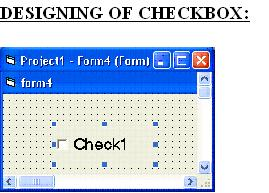 DESIGNING OF CHECKBOX:
Project1 - Form4 (Form)
form4
Check1